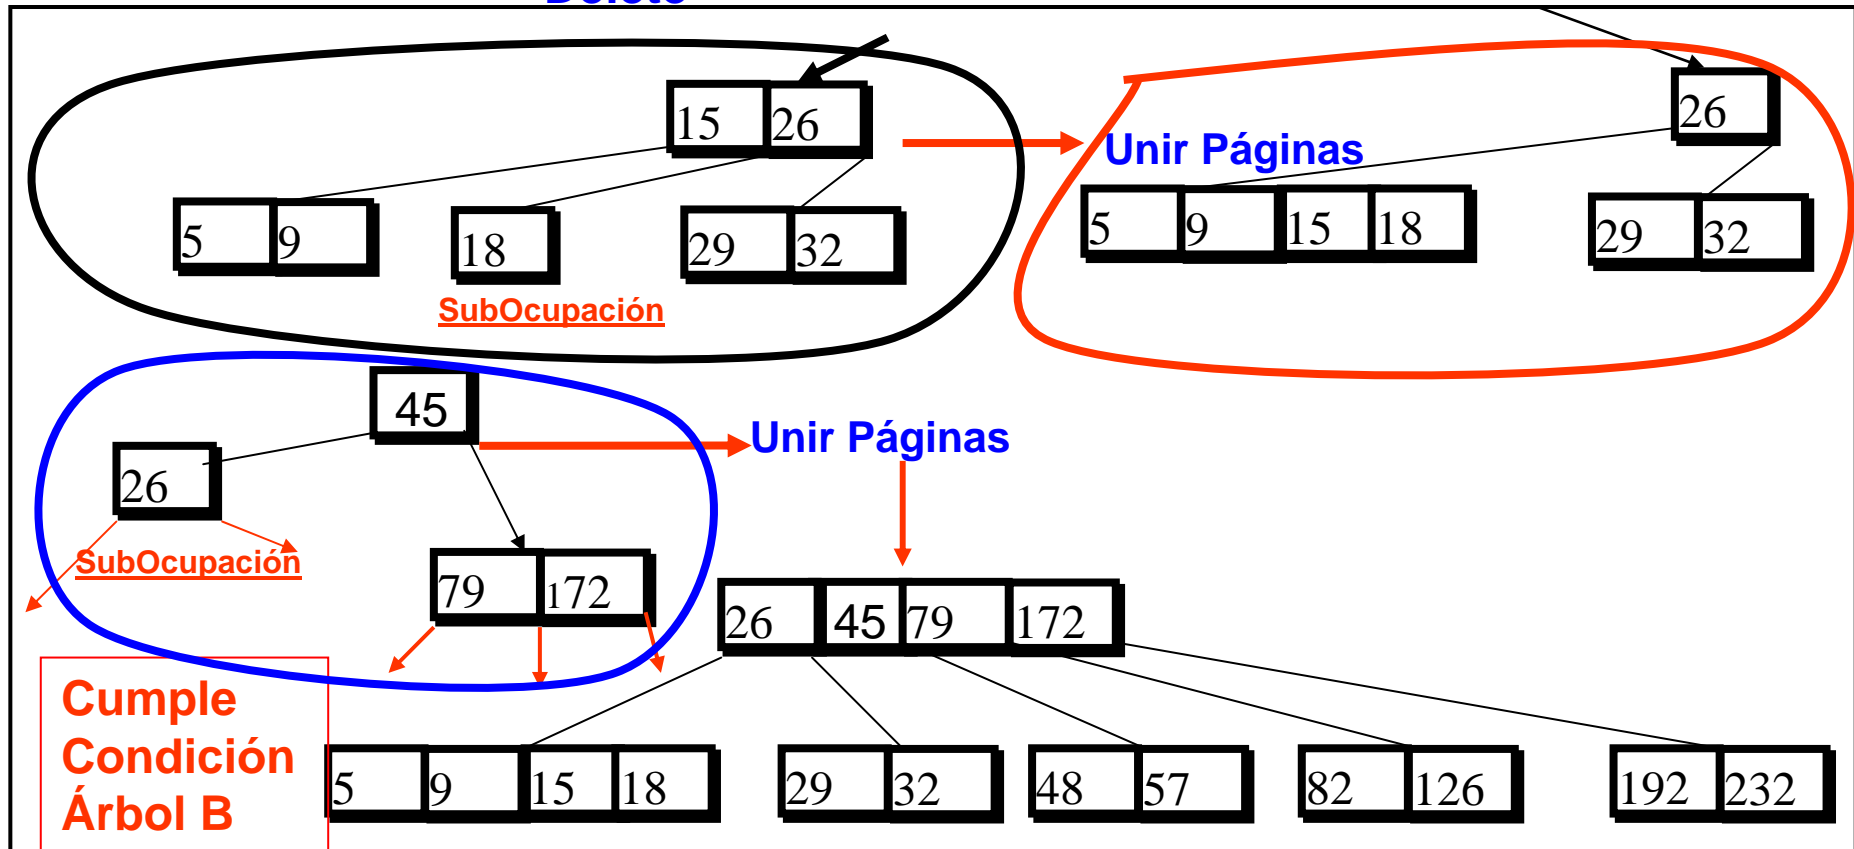 Delete
15 26
26
Unir Páginas
5 9
18
29 32
5 9 15 18
29 32
SubOcupación
45
Unir Páginas
26
SubOcupación
79 172
26 45 79 172
Cumple
Condición
Árbol B
5 9 15 18
29 32
48 57
82 126
192 232